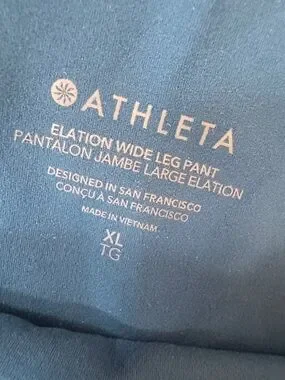 ATHLETA
ELATION WIDE LEG PANT
PANTALON JAMBE LARGE ELATION
DESIGNED IN SAN FRANCISCO
CONÇU À SAN FRANCISCO
MADE IN VIETNAM
XL
TG